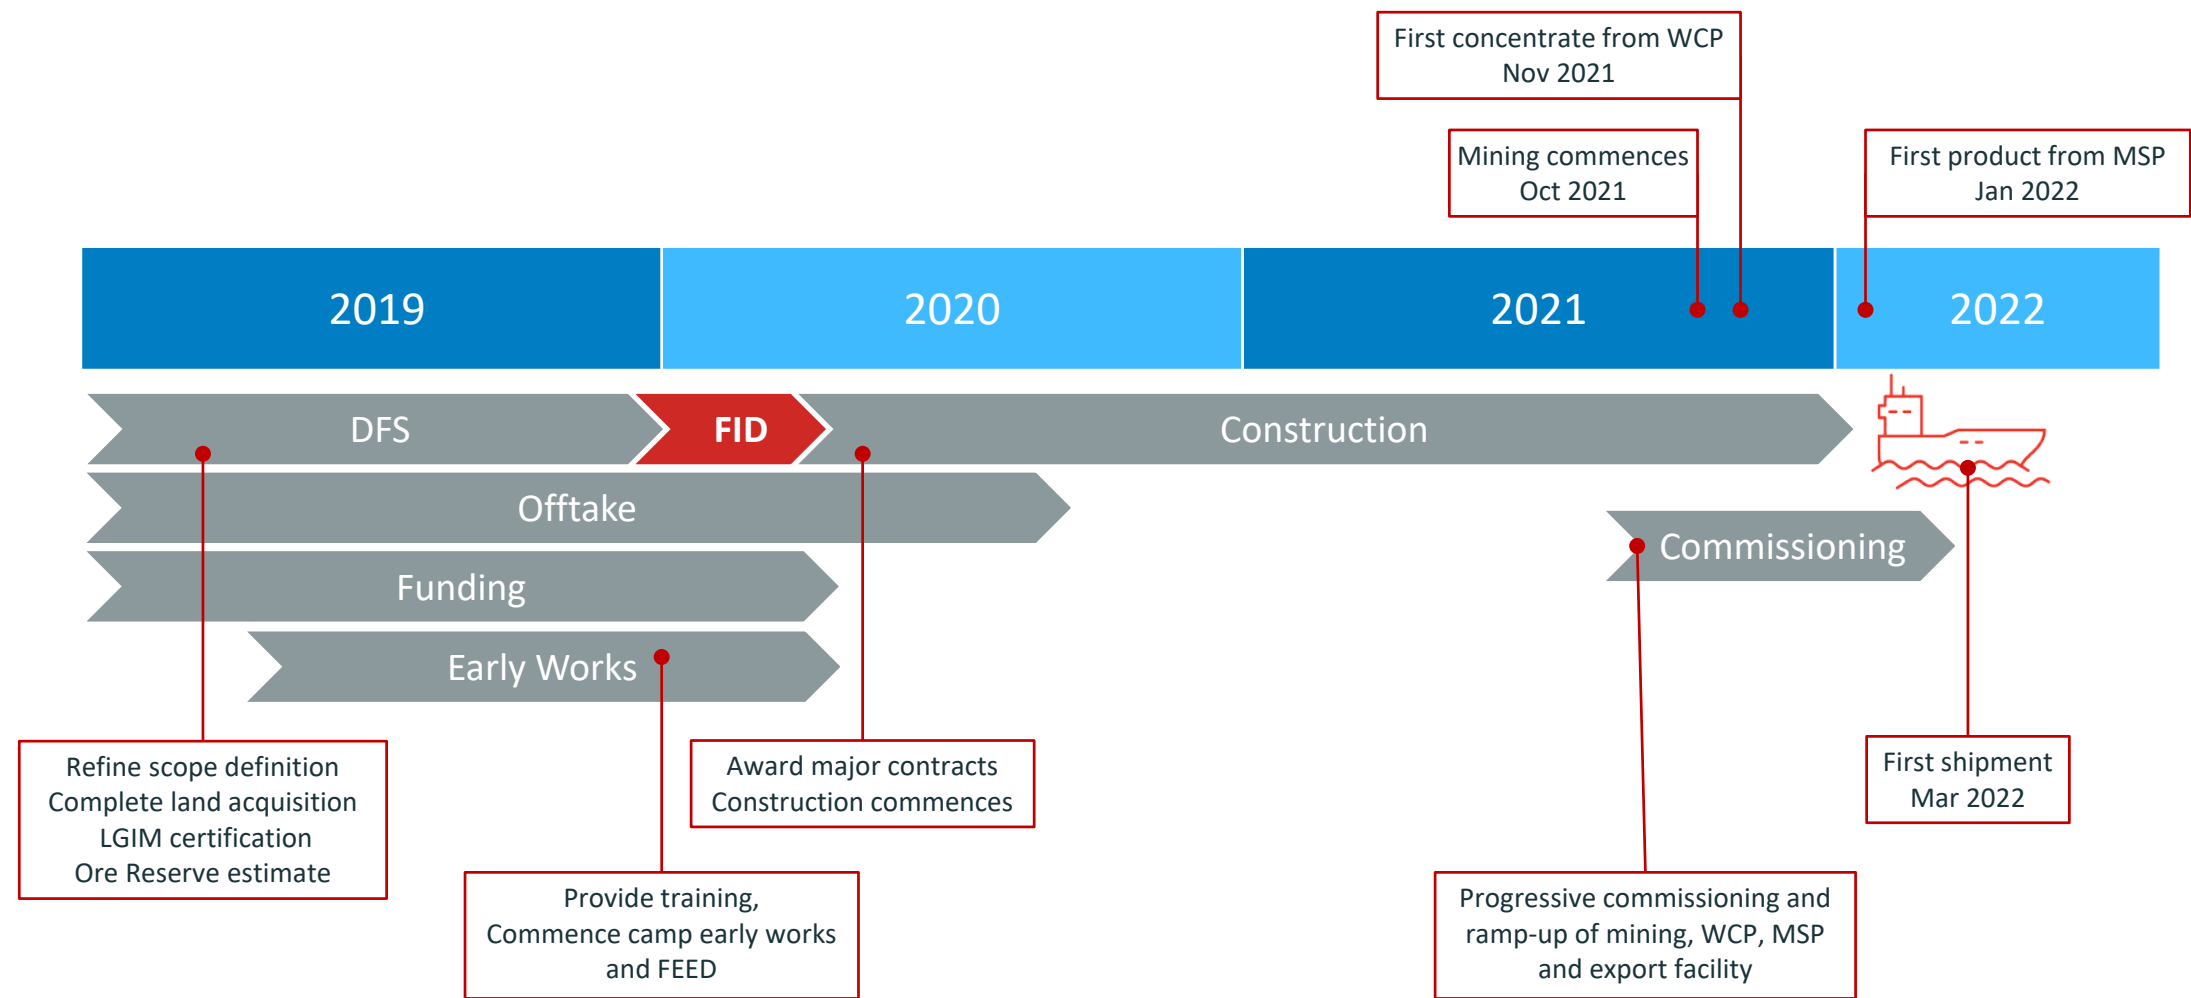 First concentrate from WCP
Nov 2021
Mining commences
Oct 2021
First product from MSP
Jan 2022
2019
2020
2021
2022
DFS
FID
Construction
Offtake
Commissioning
Funding
Early Works
Refine scope definition
Complete land acquisition
LGIM certification
Ore Reserve estimate
Award major contracts
Construction commences
First shipment
Mar 2022
Provide training,
Commence camp early works
and FEED
Progressive commissioning and
ramp-up of mining, WCP, MSP
and export facility